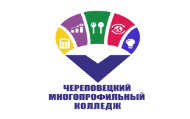 ЧЕРЕПОВЕЦКИЙ
МНОГОПРОФИЛЬНЫЙ
КОЛЛЕДЖ